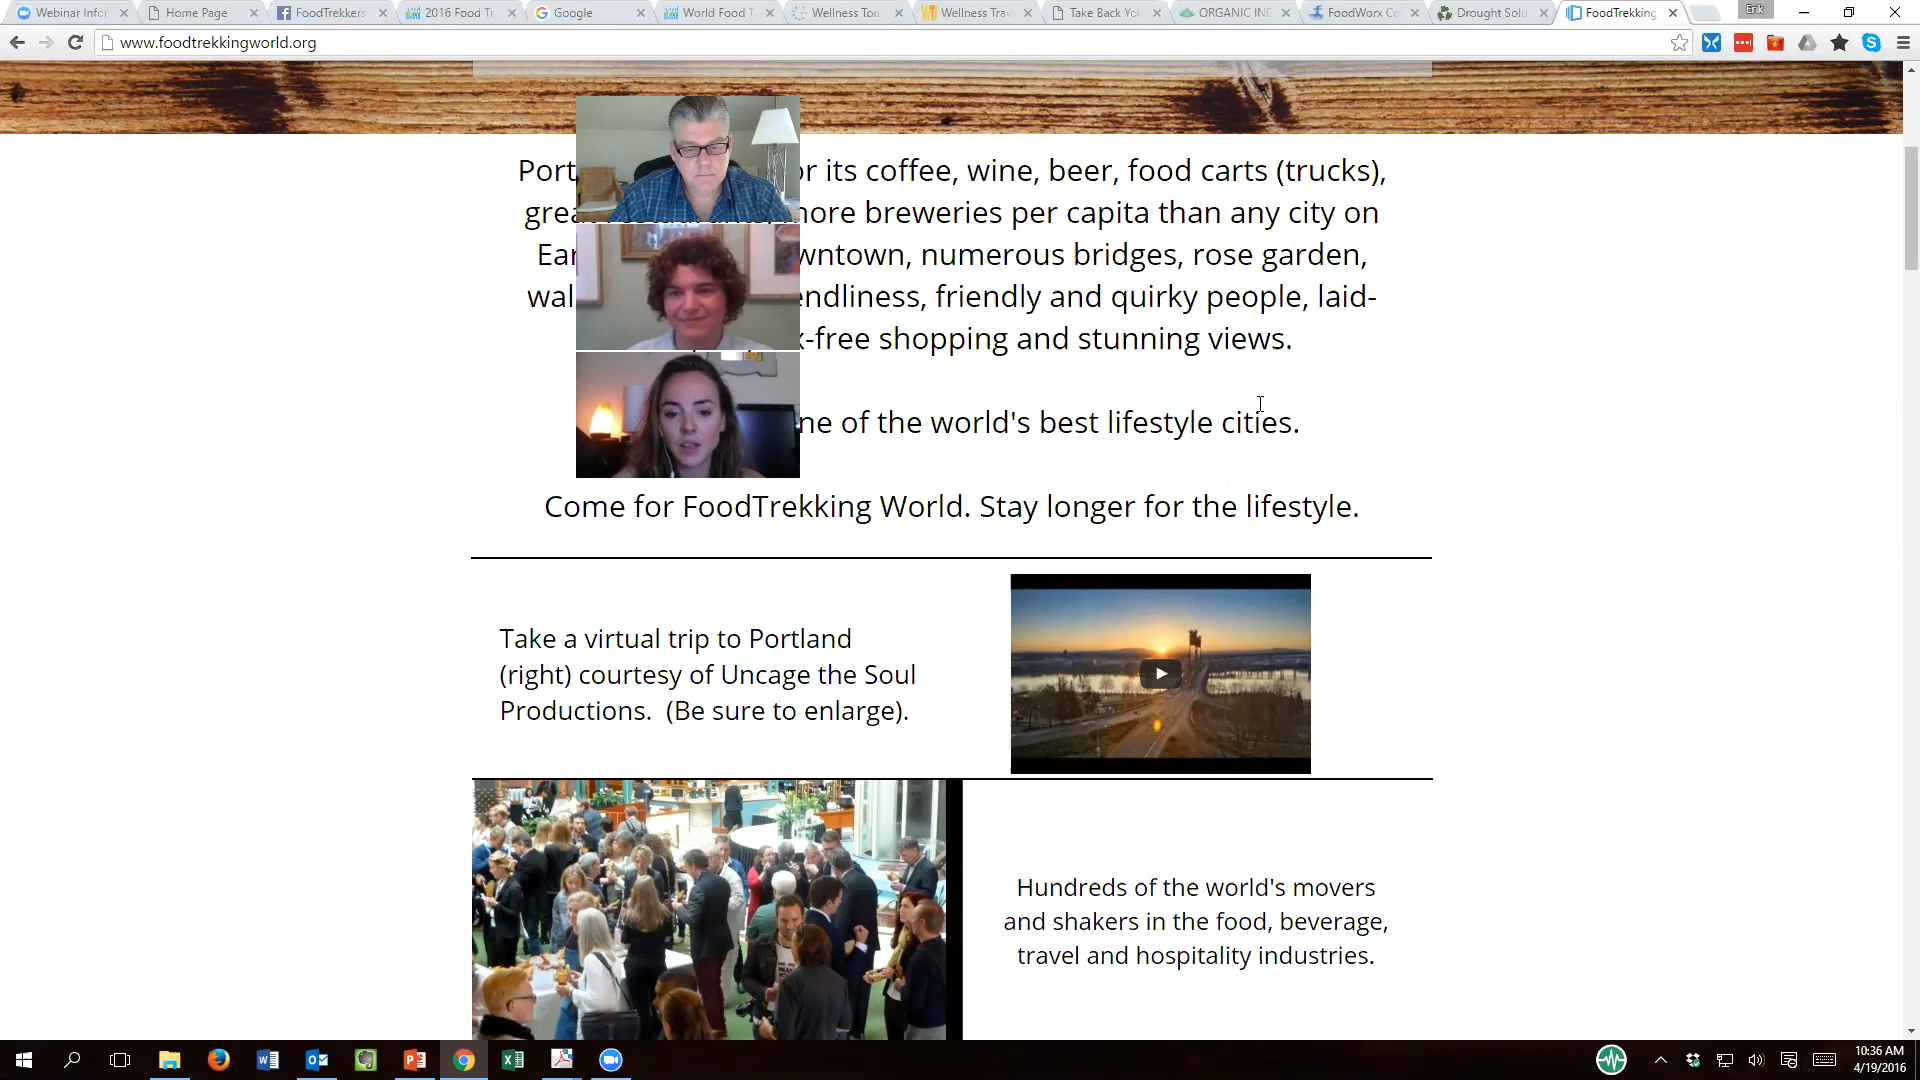 Webinar Infor
Home Page
FoodTrekkers
2016 Food Tr
Google
World Food T
Wellness Tou
Wellness Trav
Take Back You
ORGANIC IND
FoodWorx Co
Drought Solu
FoodTrekking
Erik
www.foodtrekkingworld.org
Port or its coffee, wine, beer, food carts (trucks),
grea more breweries per capita than any city on
Ear wntown, numerous bridges, rose garden,
wal endliness, friendly and quirky people, laid-
-free shopping and stunning views.
ne of the world's best lifestyle cities.
Come for FoodTrekking World. Stay longer for the lifestyle.
Take a virtual trip to Portland
(right) courtesy of Uncage the Soul
Productions. (Be sure to enlarge).
Hundreds of the world's movers
and shakers in the food, beverage,
travel and hospitality industries.
10:36 AM
4/19/2016